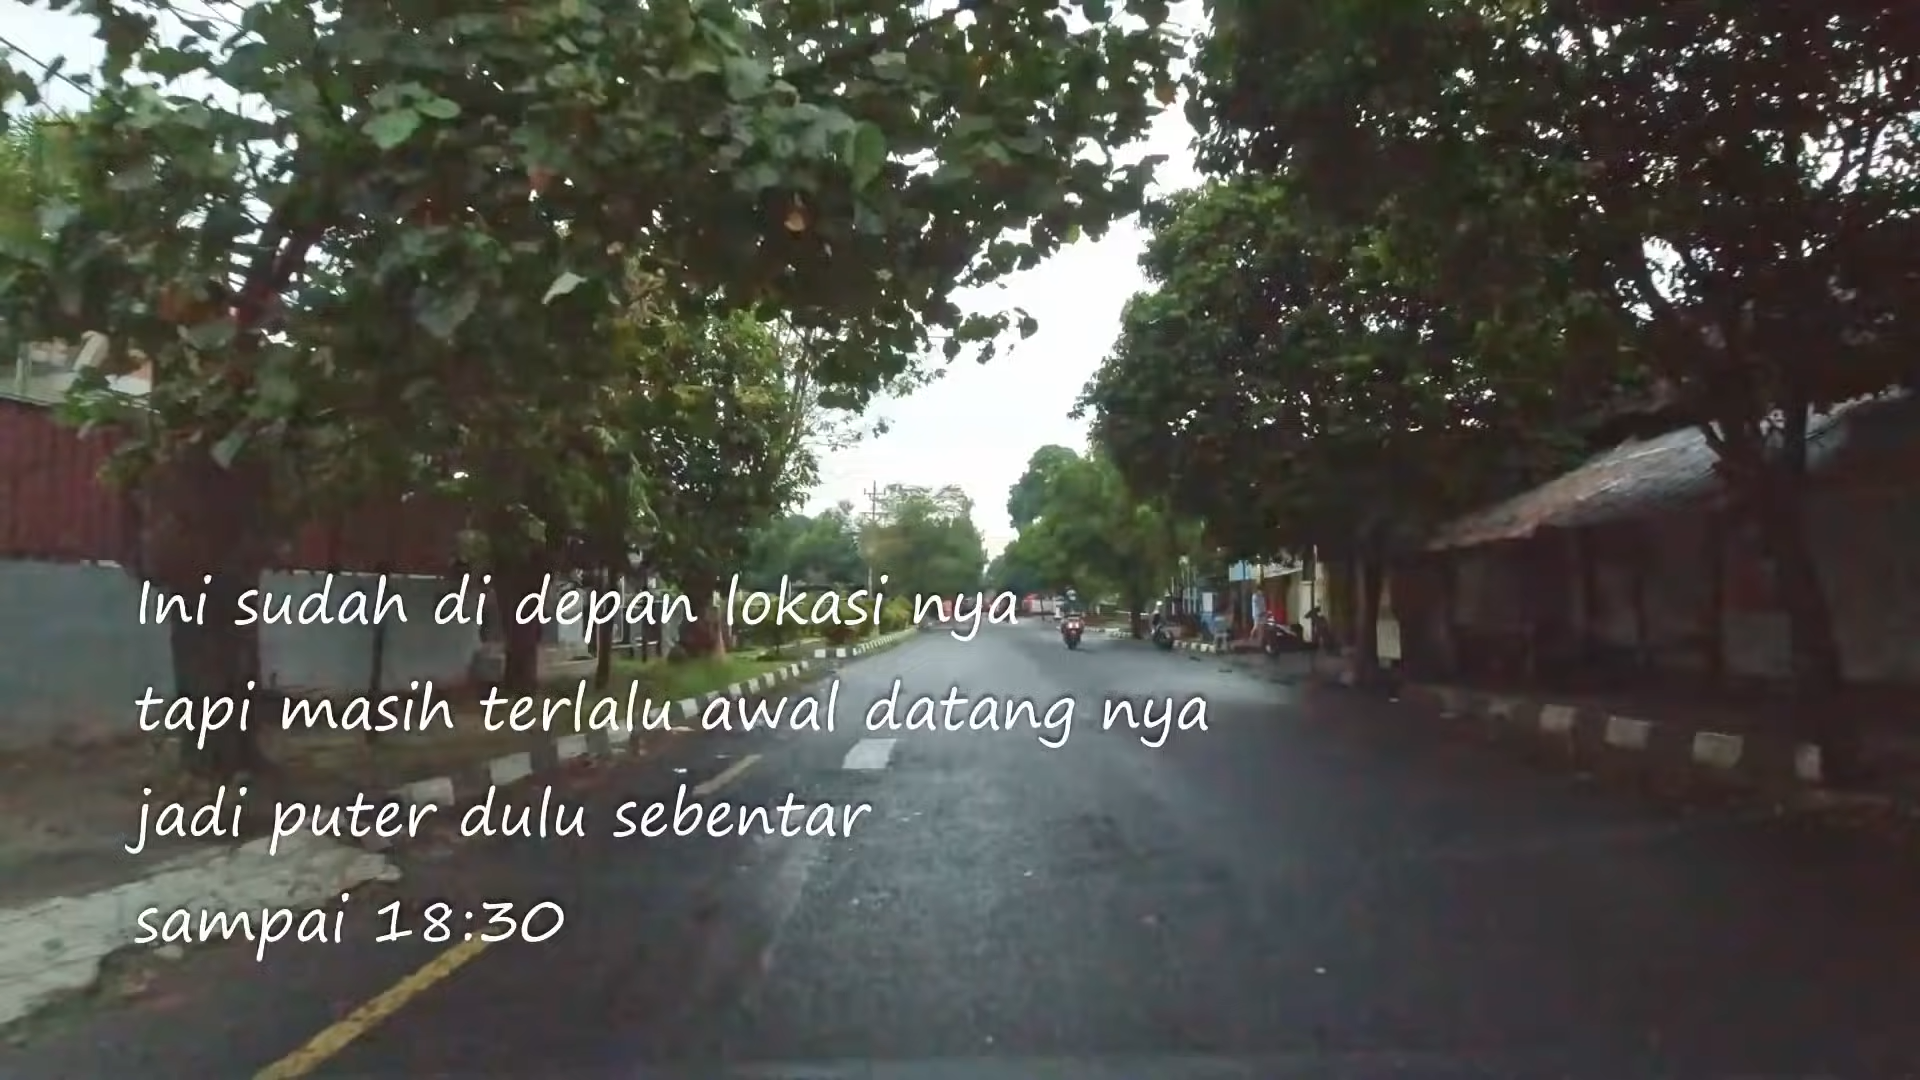 Ini sudah di depan lokasi nya
tapi masih terlalu awal datang nya
jadi puter dulu sebentar
sampai 18:30